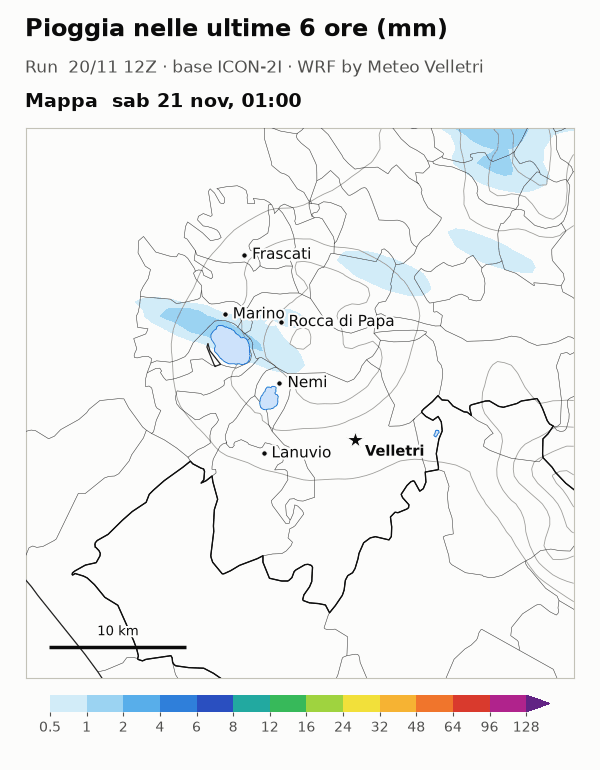 Pioggia nelle ultime 6 ore (mm)
Run  20/11 12Z · base ICON-2I · WRF by Meteo Velletri
Mappa  sab 21 nov, 01:00
Frascati
Marino
Rocca di Papa
Nemi
Velletri
Lanuvio
10 km
0.5 1 2 4 6 8 12 16 24 32 48 64 96 128